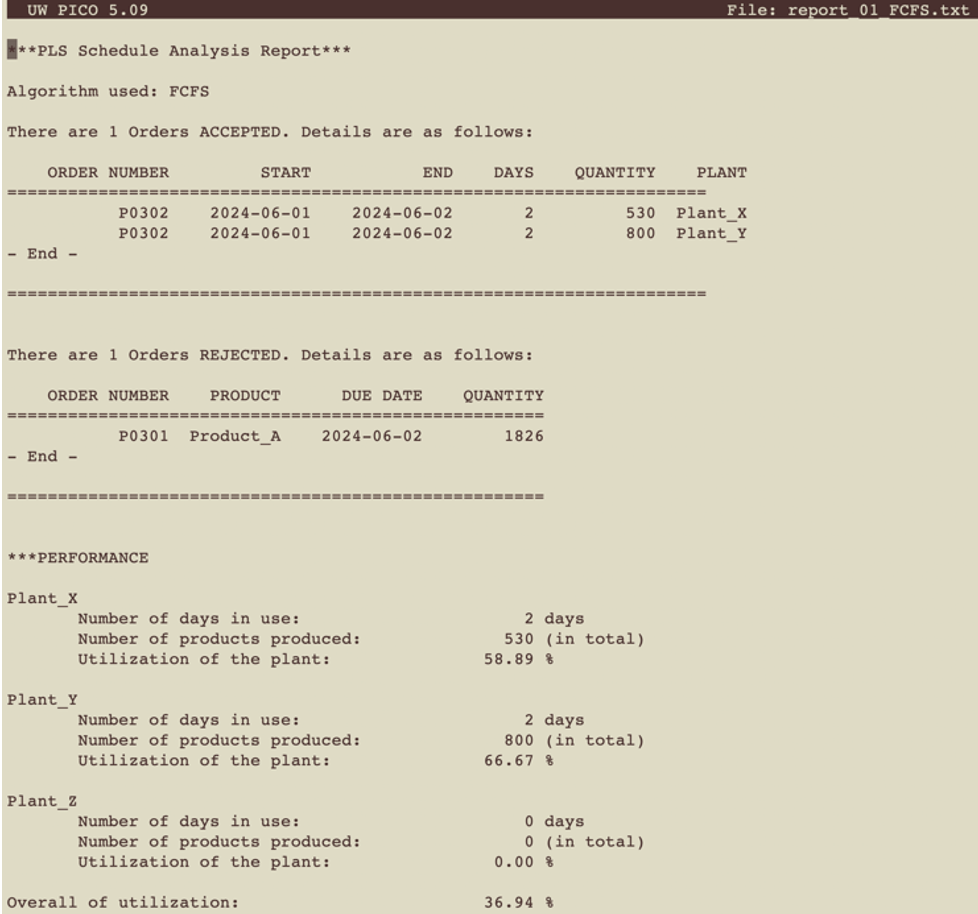 UW PICO 5.09 File: report_01_FCFS.txt
***PLS Schedule Analysis Report***
Algorithm used: FCFS
There are 1 Orders ACCEPTED. Details are as follows:
ORDER NUMBER START END DAYS QUANTITY PLANT
=====================================================================
P0302 2024-06-01 2024-06-02 2 530 Plant_X
P0302 2024-06-01 2024-06-02 2 800 Plant_Y
- End -
=====================================================================
There are 1 Orders REJECTED. Details are as follows:
ORDER NUMBER PRODUCT DUE DATE QUANTITY
=====================================================
P0301 Product_A 2024-06-02 1826
- End -
=====================================================
***PERFORMANCE
Plant_X
Number of days in use: 2 days
Number of products produced: 530 (in total)
Utilization of the plant: 58.89 %
Plant_Y
Number of days in use: 2 days
Number of products produced: 800 (in total)
Utilization of the plant: 66.67 %
Plant_Z
Number of days in use: 0 days
Number of products produced: 0 (in total)
Utilization of the plant: 0.00 %
Overall of utilization: 36.94 %